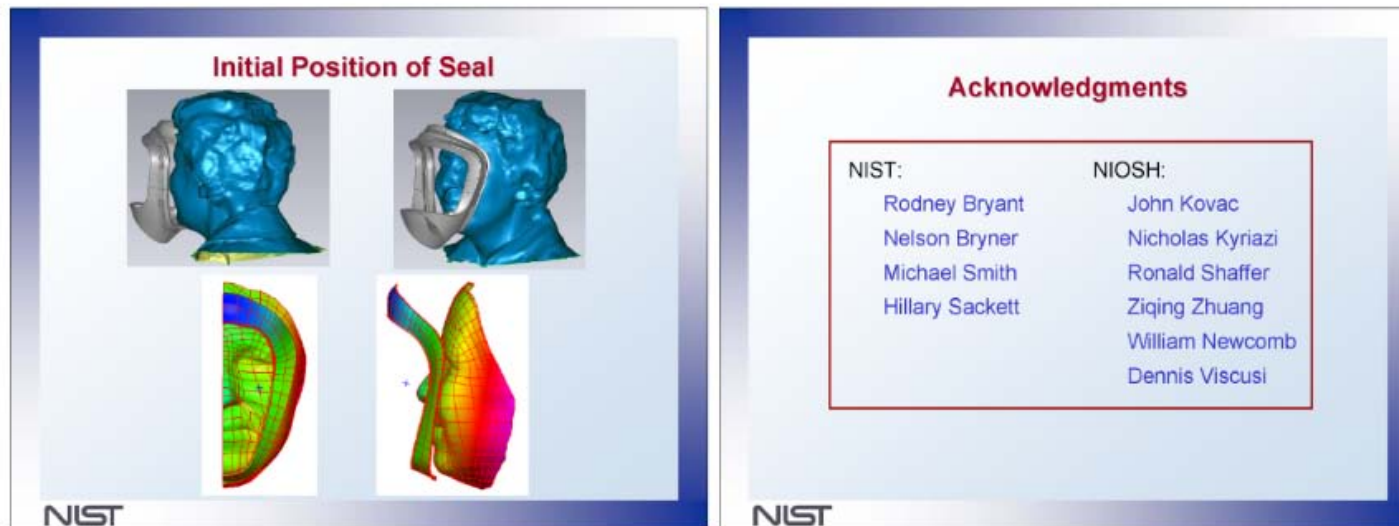 Initial Position of Seal
NIST
Acknowledgments
NIST:
Rodney Bryant
Nelson Bryner
Michael Smith
Hillary Sackett
NIOSH:
John Kovac
Nicholas Kyriazi
Ronald Shaffer
Ziqing Zhuang
William Newcomb
Dennis Viscusi
NIST